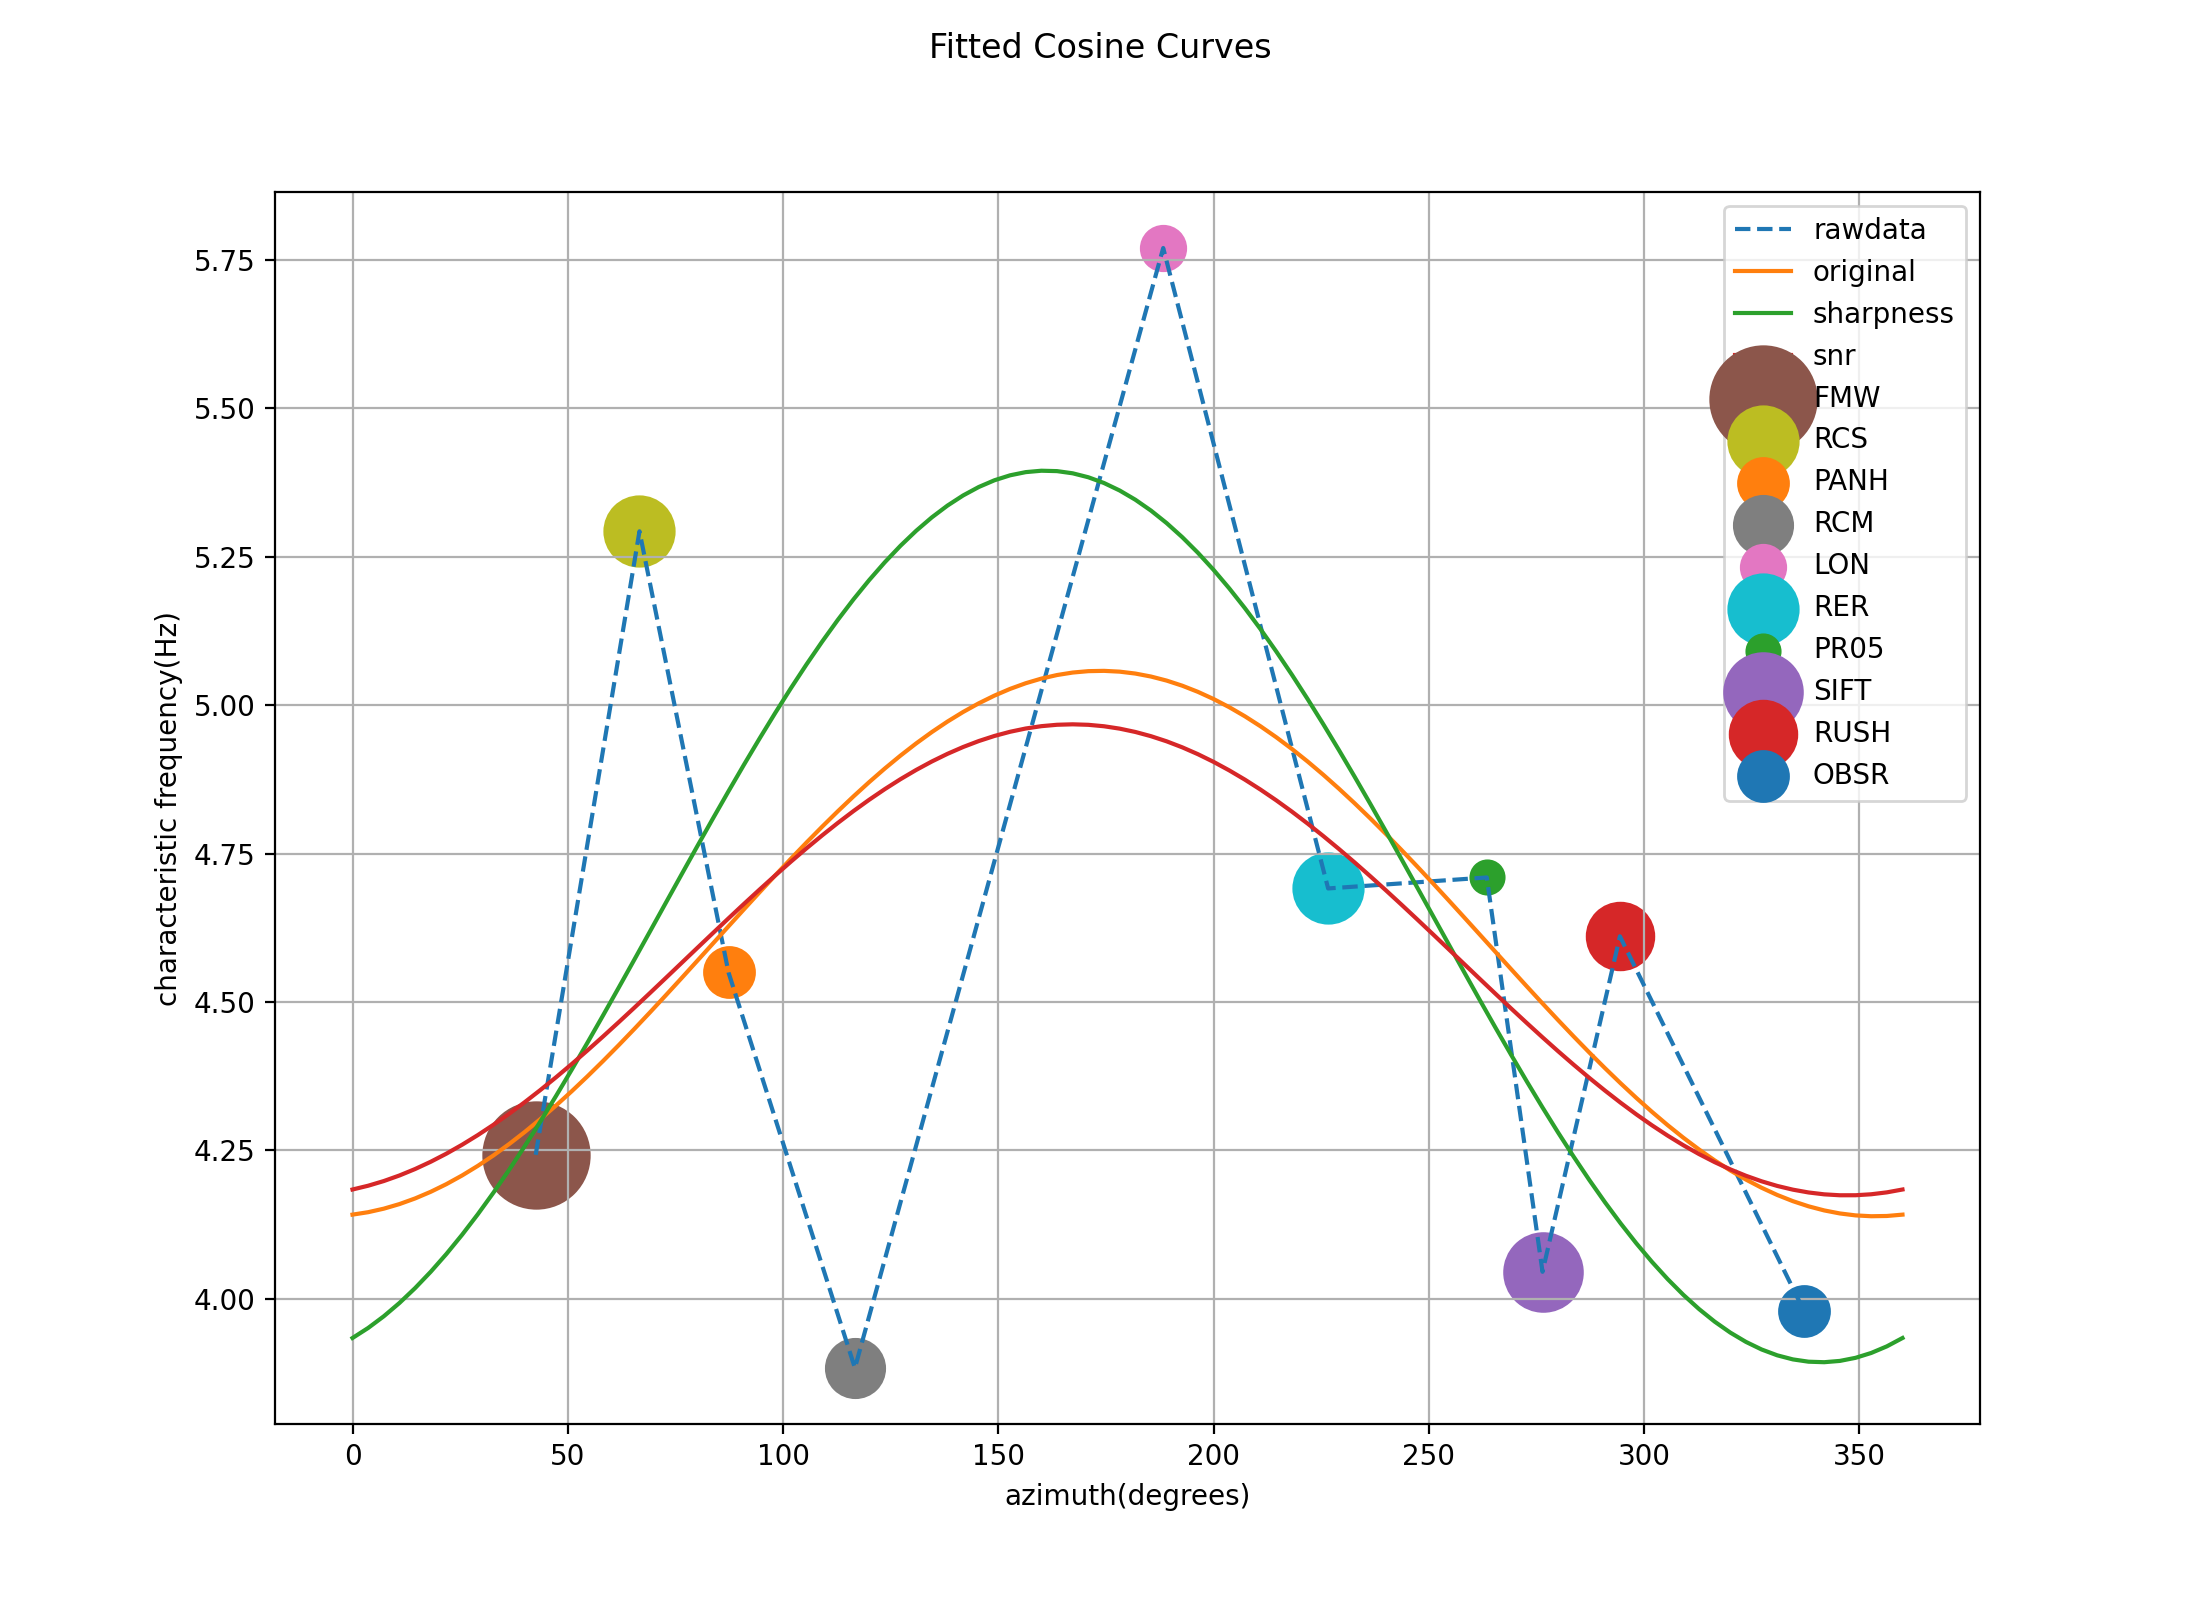 Fitted Cosine Curves
rawdata
original
sharpness
snr
FMW
RCS
PANH
RCM
LON
RER
PR05
SIFT
RUSH
OBSR
characteristic frequency(Hz)
5.75
5.50
5.25
5.00
4.75
4.50
4.25
4.00
0 50 100 150 200 250 300 350
azimuth(degrees)